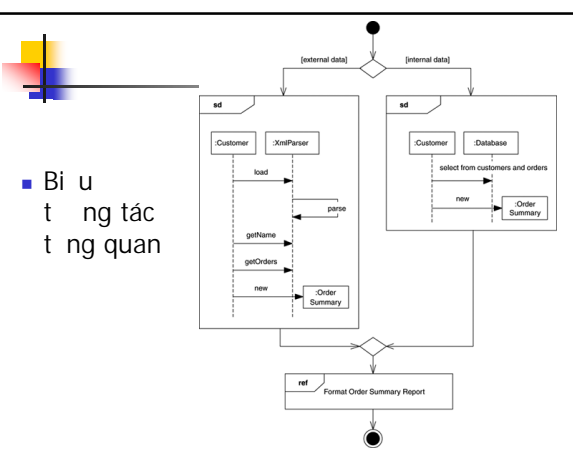 Bi u
t ng tác
t ng quan
[external data]
[internal data]
sd
:Customer
:XmlParser
load
parse
getName
getOrders
new
:Order
Summary
sd
:Customer
:Database
select from customers and orders
new
:Order
Summary
ref
Format Order Summary Report